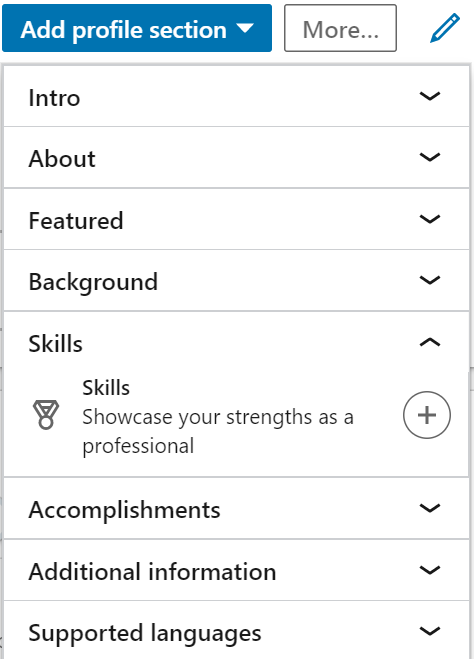 Add profile section
More...
Intro
About
Featured
Background
Skills
Skills
Showcase your strengths as a
professional
Accomplishments
Additional information
Supported languages